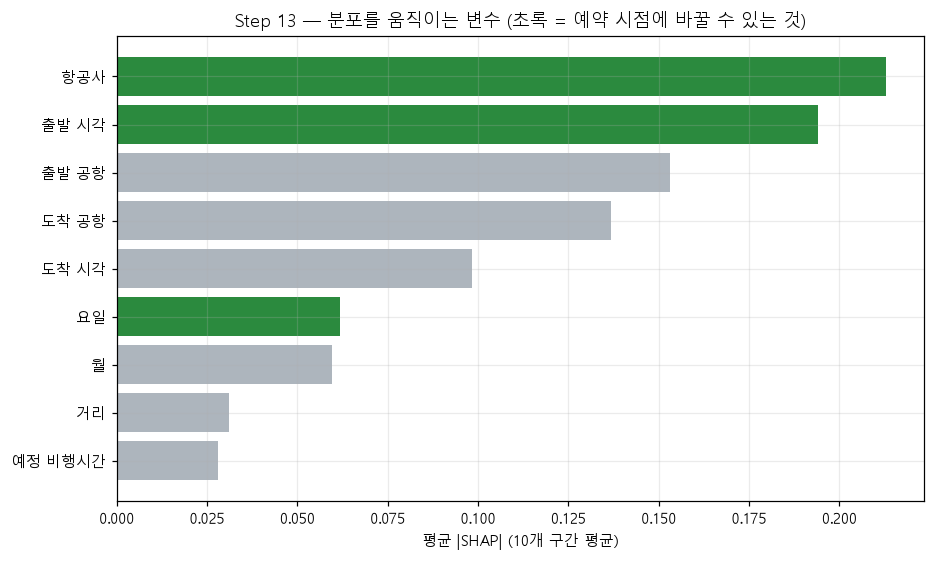 Step 13 — 분포를 움직이는 변수 (초록 = 예약 시점에 바꿀 수 있는 것)
항공사
출발 시각
출발 공항
도착 공항
도착 시각
요일
월
거리
예정 비행시간
0.000 0.025 0.050 0.075 0.100 0.125 0.150 0.175 0.200
평균 |SHAP| (10개 구간 평균)